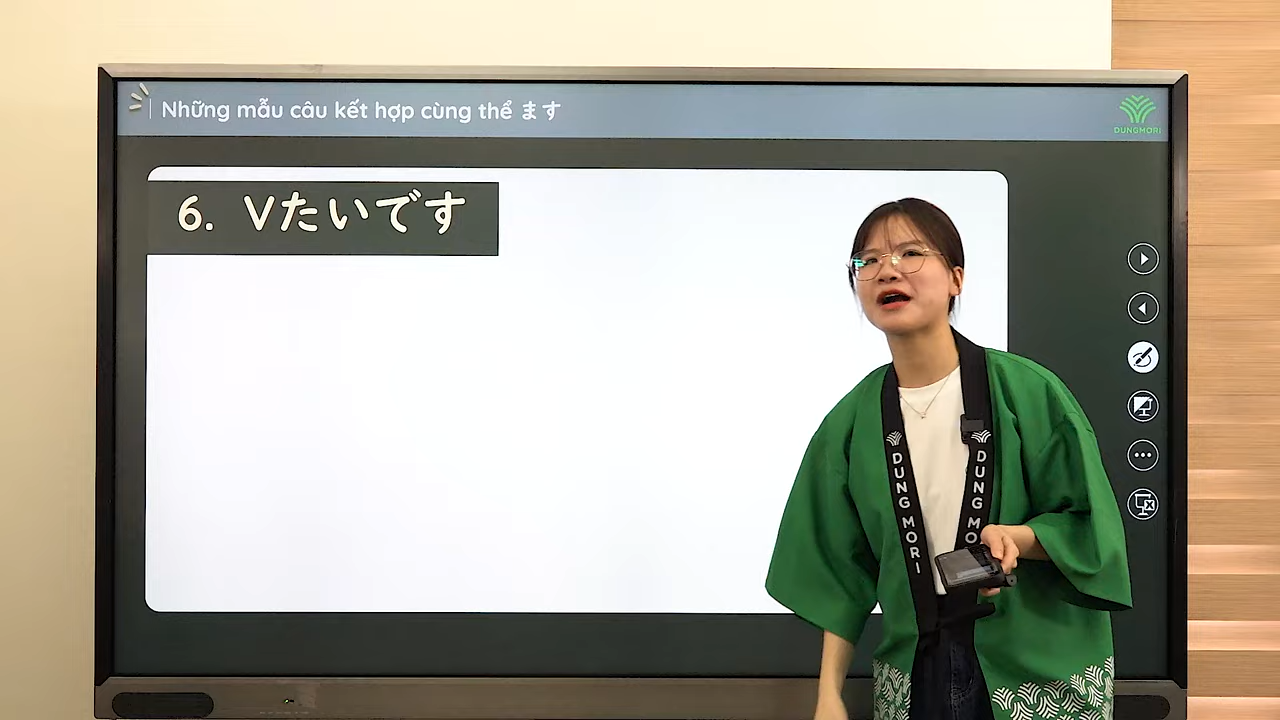 Những mẫu câu kết hợp cùng thể ます
DUNGMORI
6. Vたいです
DUNG MORI
DUNG MO